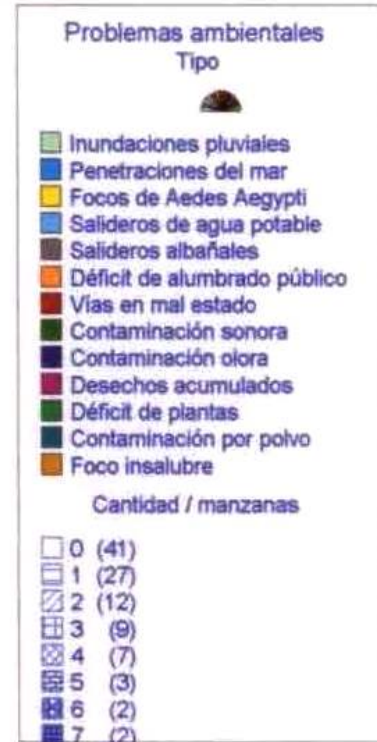 Problemas ambientales
Tipo
Inundaciones pluviales
Penetraciones del mar
Focos de Aedes Aegypti
Salideros de agua potable
Salideros albañales
Déficit de alumbrado público
Vías en mal estado
Contaminación sonora
Contaminación olora
Desechos acumulados
Déficit de plantas
Contaminación por polvo
Foco insalubre
Cantidad / manzanas
0 (41)
1 (27)
2 (12)
3 (9)
4 (7)
5 (3)
6 (2)
7 (2)